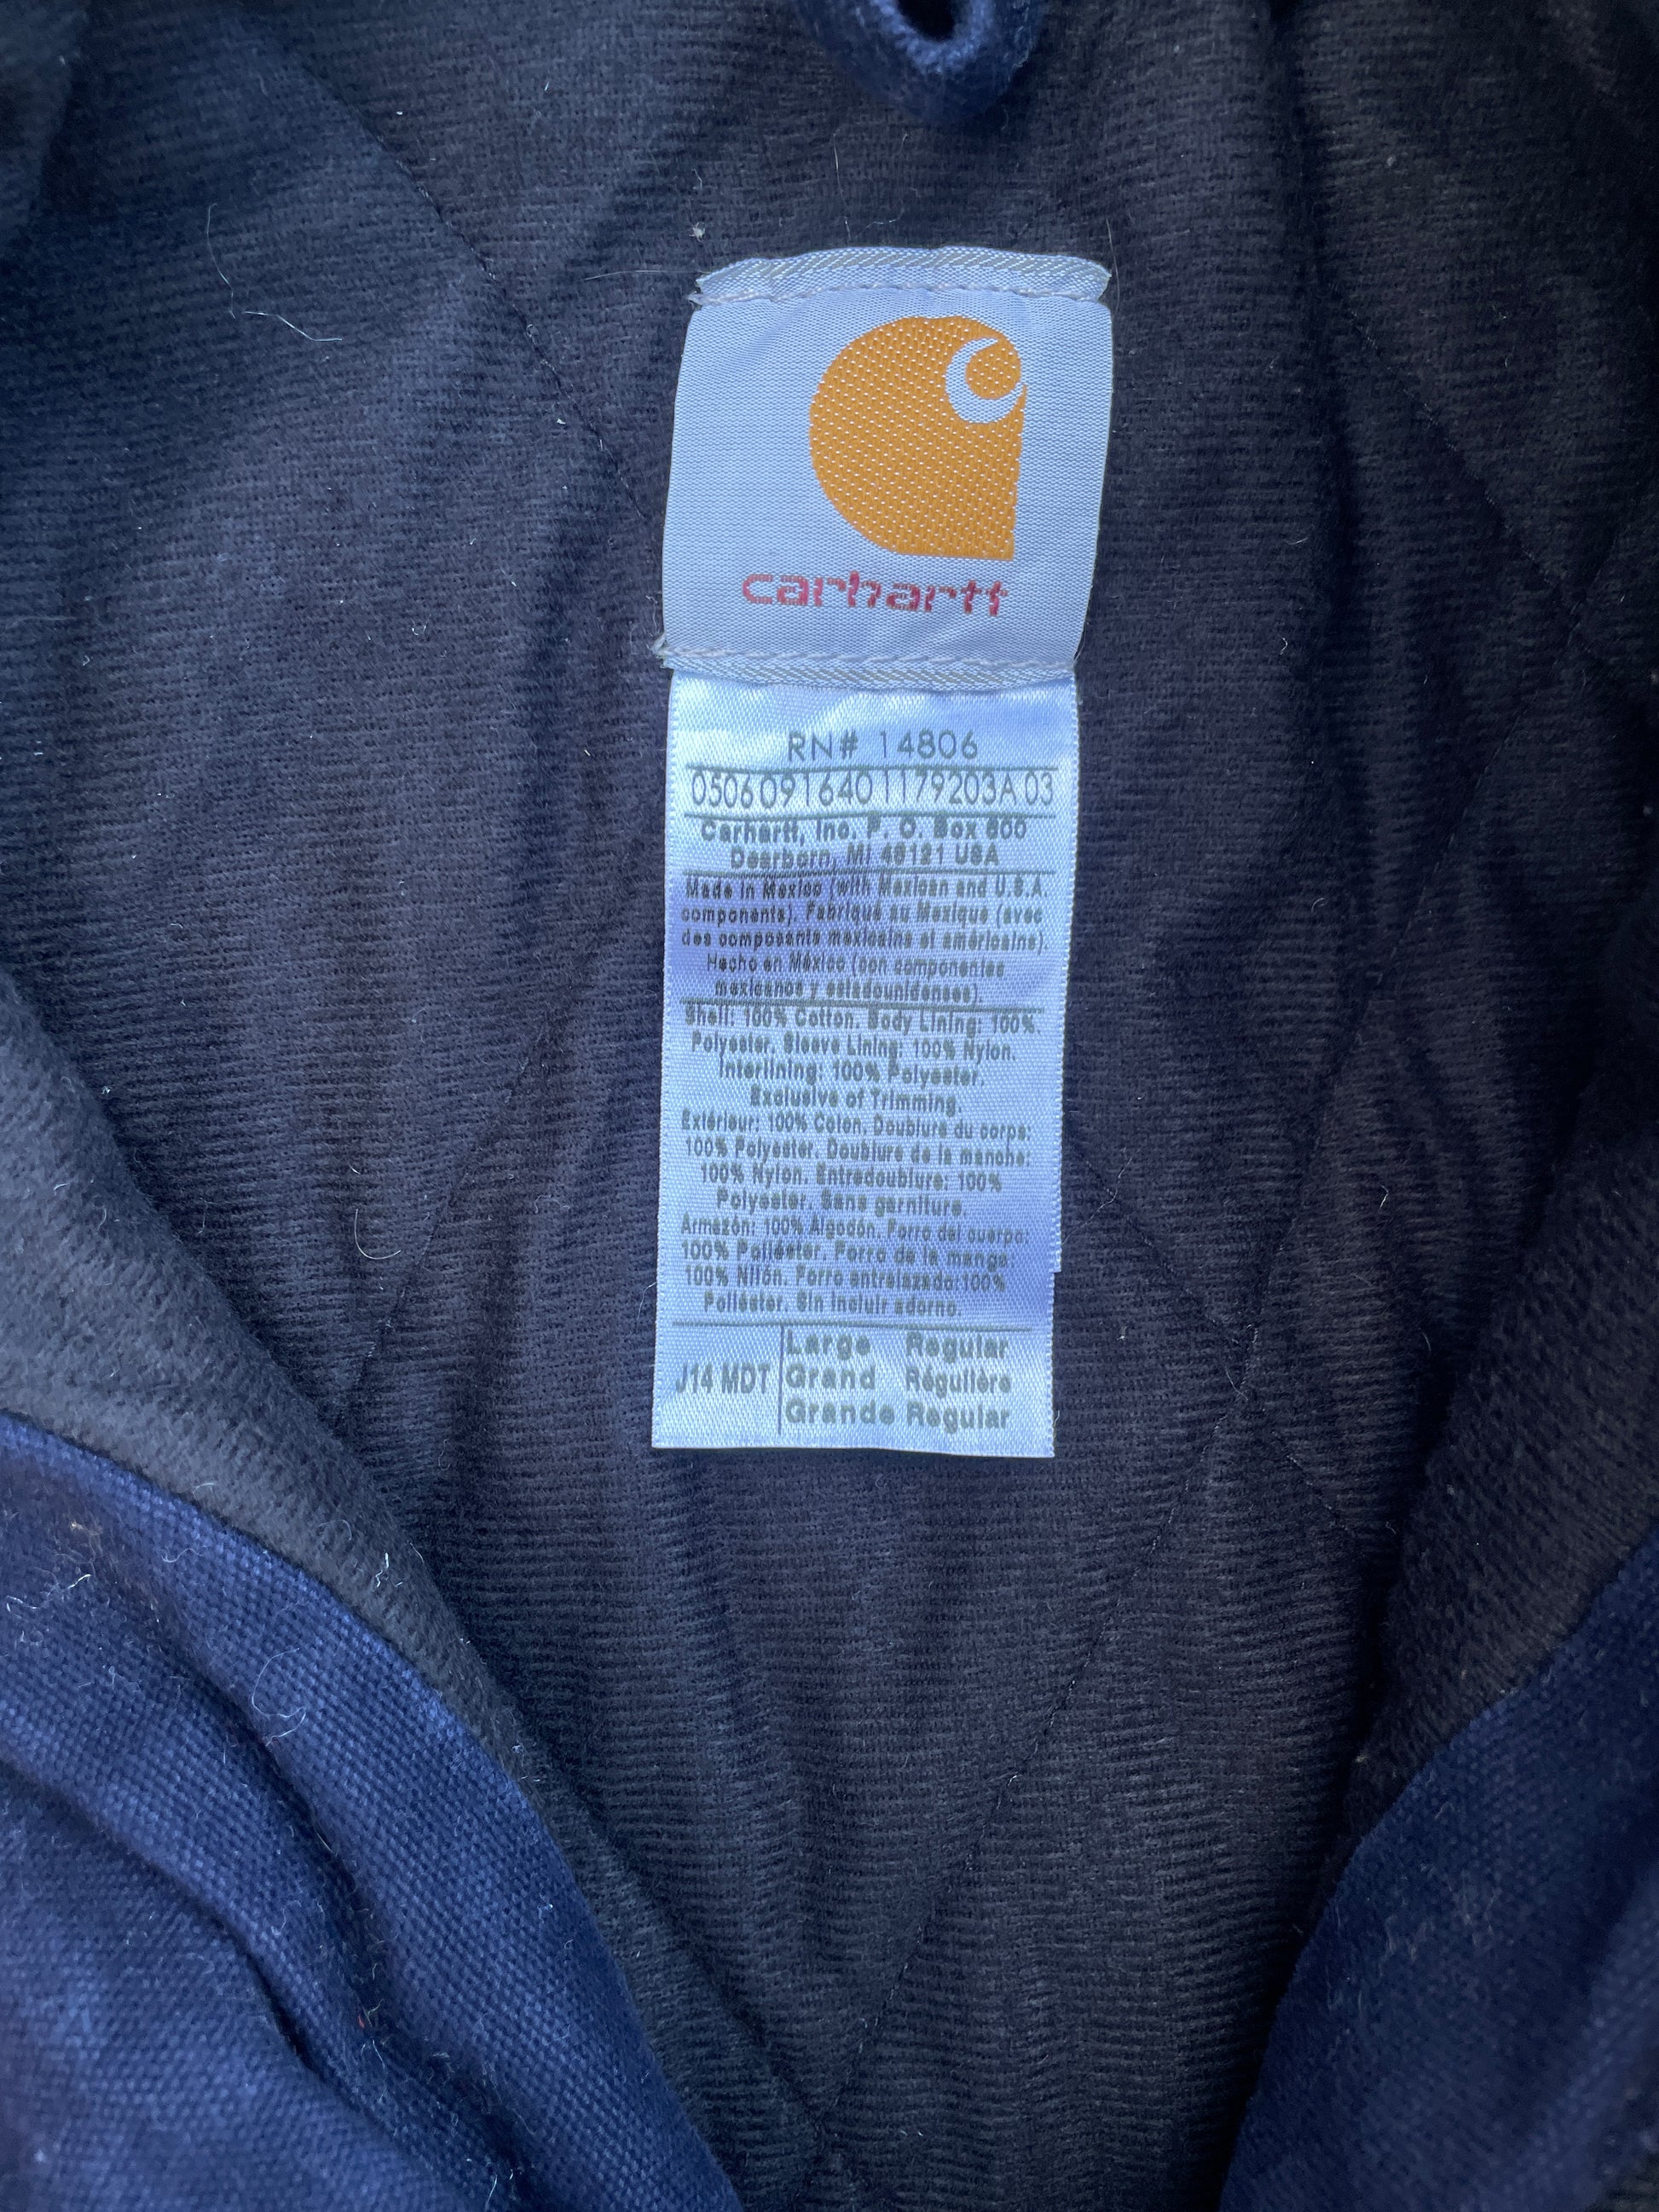 carhartt
RN# 14806
05060916401179203A 03
Carhartt, Inc. P. O. Box 600
Dearborn, MI 48121 USA
Made in Mexico (with Mexican and U.S.A.
components). Fabriqué au Mexique (avec
des composants mexicains et américains).
Hecho en México (con componentes
mexicanos y estadounidenses).
Shell: 100% Cotton. Body Lining: 100%
Polyester. Sleeve Lining: 100% Nylon.
Interlining: 100% Polyester.
Exclusive of Trimming.
Extérieur: 100% Coton. Doublure du corps:
100% Polyester. Doublure de la manche:
100% Nylon. Entredoublure: 100%
Polyester. Sans garniture.
Armazón: 100% Algodón. Forro del cuerpo:
100% Poliéster. Forro de la manga
100% Nilón. Forro entrelazado:100%
Poliéster. Sin incluir adorno.
J14 MDT
Large Regular
Grand Régulière
Grande Regular